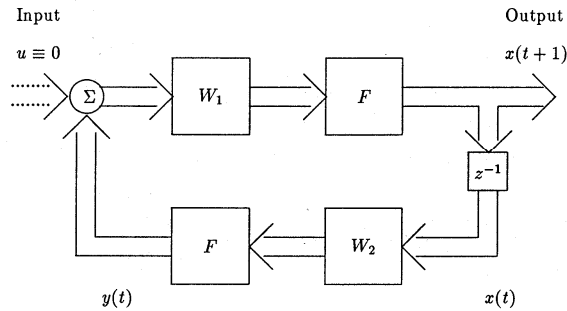 Input Output
u ≡ 0 x(t+1)
Σ W₁ F
z⁻¹
F W₂
y(t) x(t)